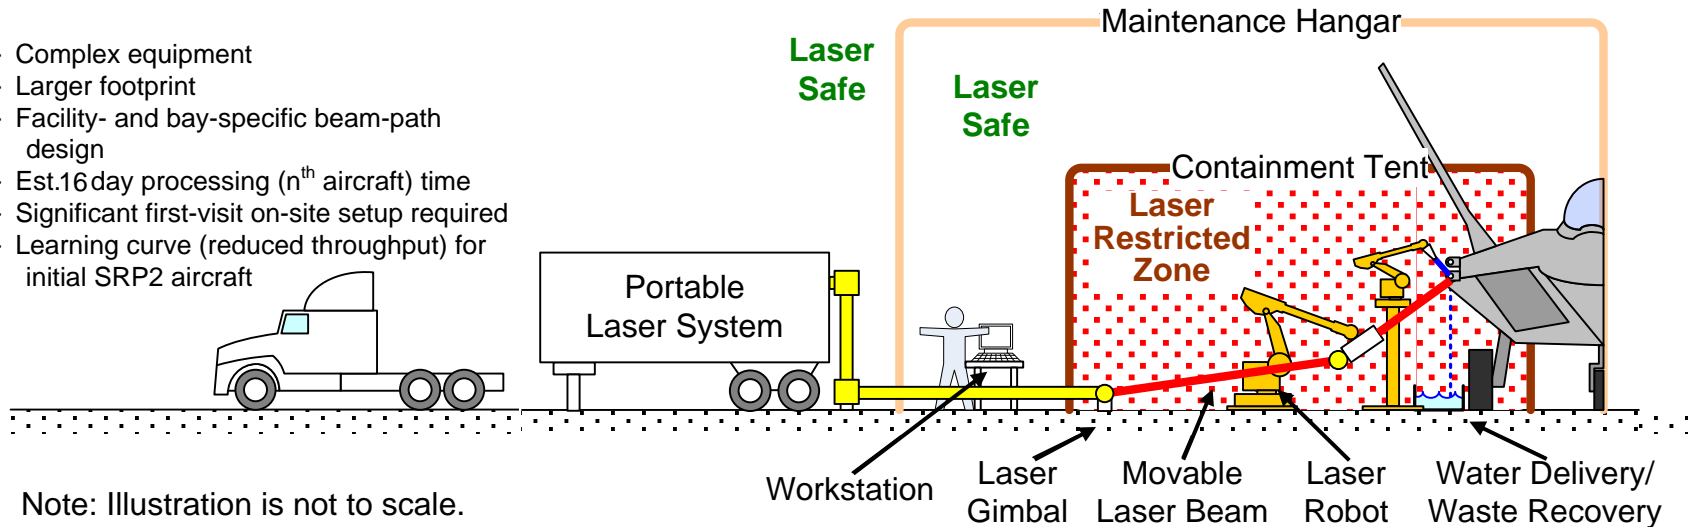 Complex equipment
Larger footprint
Facility- and bay-specific beam-path
design
Est.16 day processing (nth aircraft) time
Significant first-visit on-site setup required
Learning curve (reduced throughput) for
initial SRP2 aircraft
Laser
Safe
Laser
Safe
Maintenance Hangar
Containment Tent
Laser
Restricted
Zone
Portable
Laser System
Workstation
Laser
Gimbal
Movable
Laser Beam
Laser
Robot
Water Delivery/
Waste Recovery
Note: Illustration is not to scale.